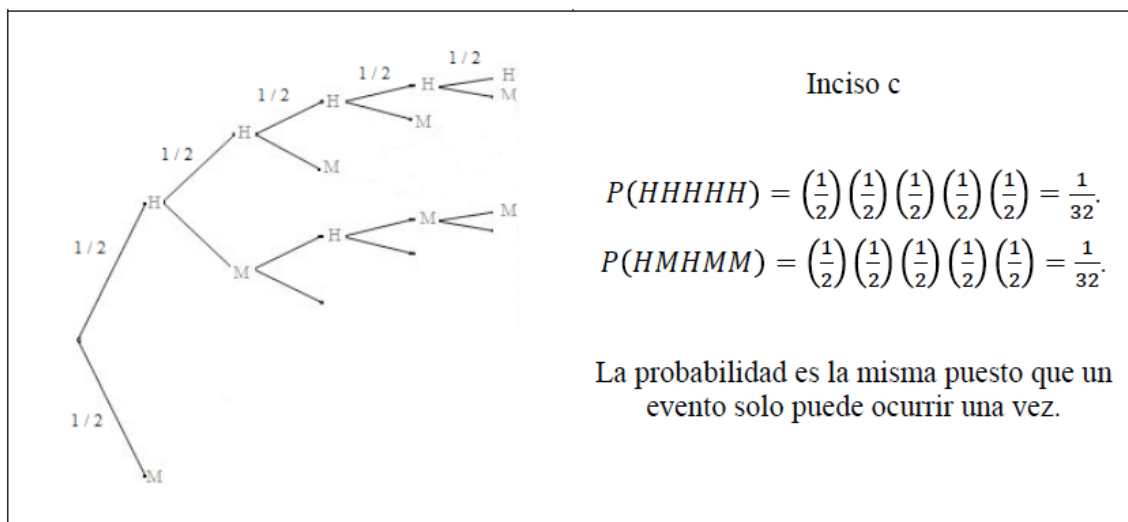 1 / 2
H
1 / 2
H
M
1 / 2
H
1 / 2
M
H
1 / 2
M
H
M
M
M
H
1 / 2
M
1 / 2
M
Inciso c
P(HHHHH) = (1/2) (1/2) (1/2) (1/2) (1/2) = 1/32.
P(HMHMM) = (1/2) (1/2) (1/2) (1/2) (1/2) = 1/32.
La probabilidad es la misma puesto que un
evento solo puede ocurrir una vez.